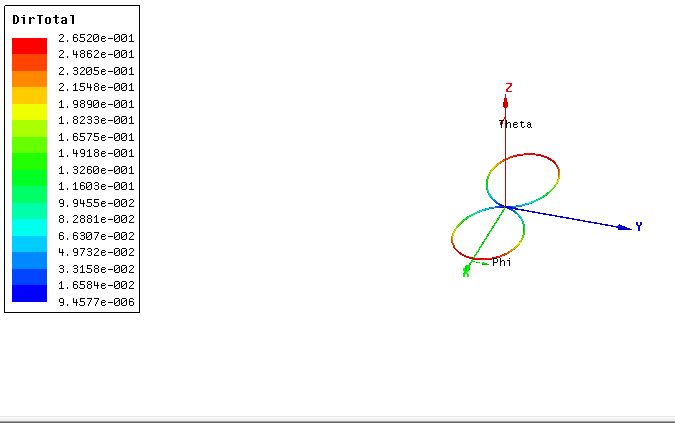 DirTotal
2.6520e-001
2.4862e-001
2.3205e-001
2.1548e-001
1.9890e-001
1.8233e-001
1.6575e-001
1.4918e-001
1.3260e-001
1.1603e-001
9.9455e-002
8.2881e-002
6.6307e-002
4.9732e-002
3.3158e-002
1.6584e-002
9.4577e-006
Z
Theta
Y
Phi